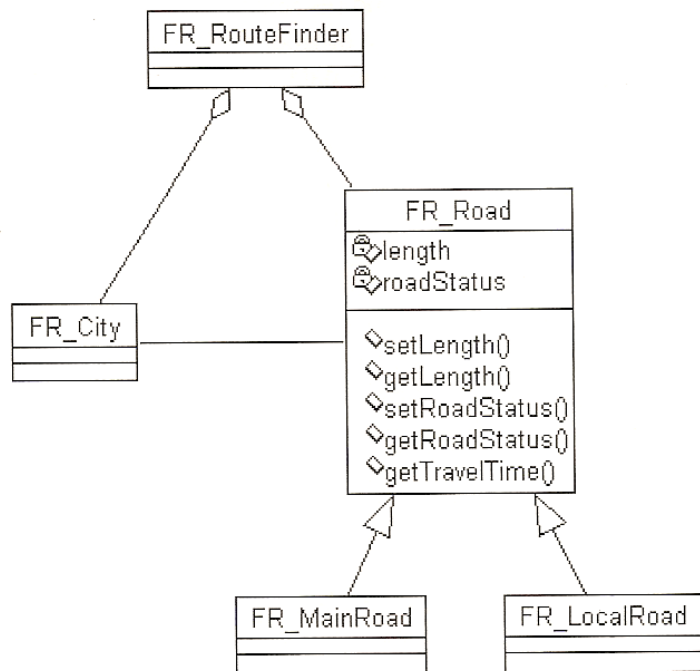 FR_RouteFinder
FR_Road
length
roadStatus
FR_City
setLength()
getLength()
setRoadStatus()
getRoadStatus()
getTravelTime()
FR_MainRoad
FR_LocalRoad